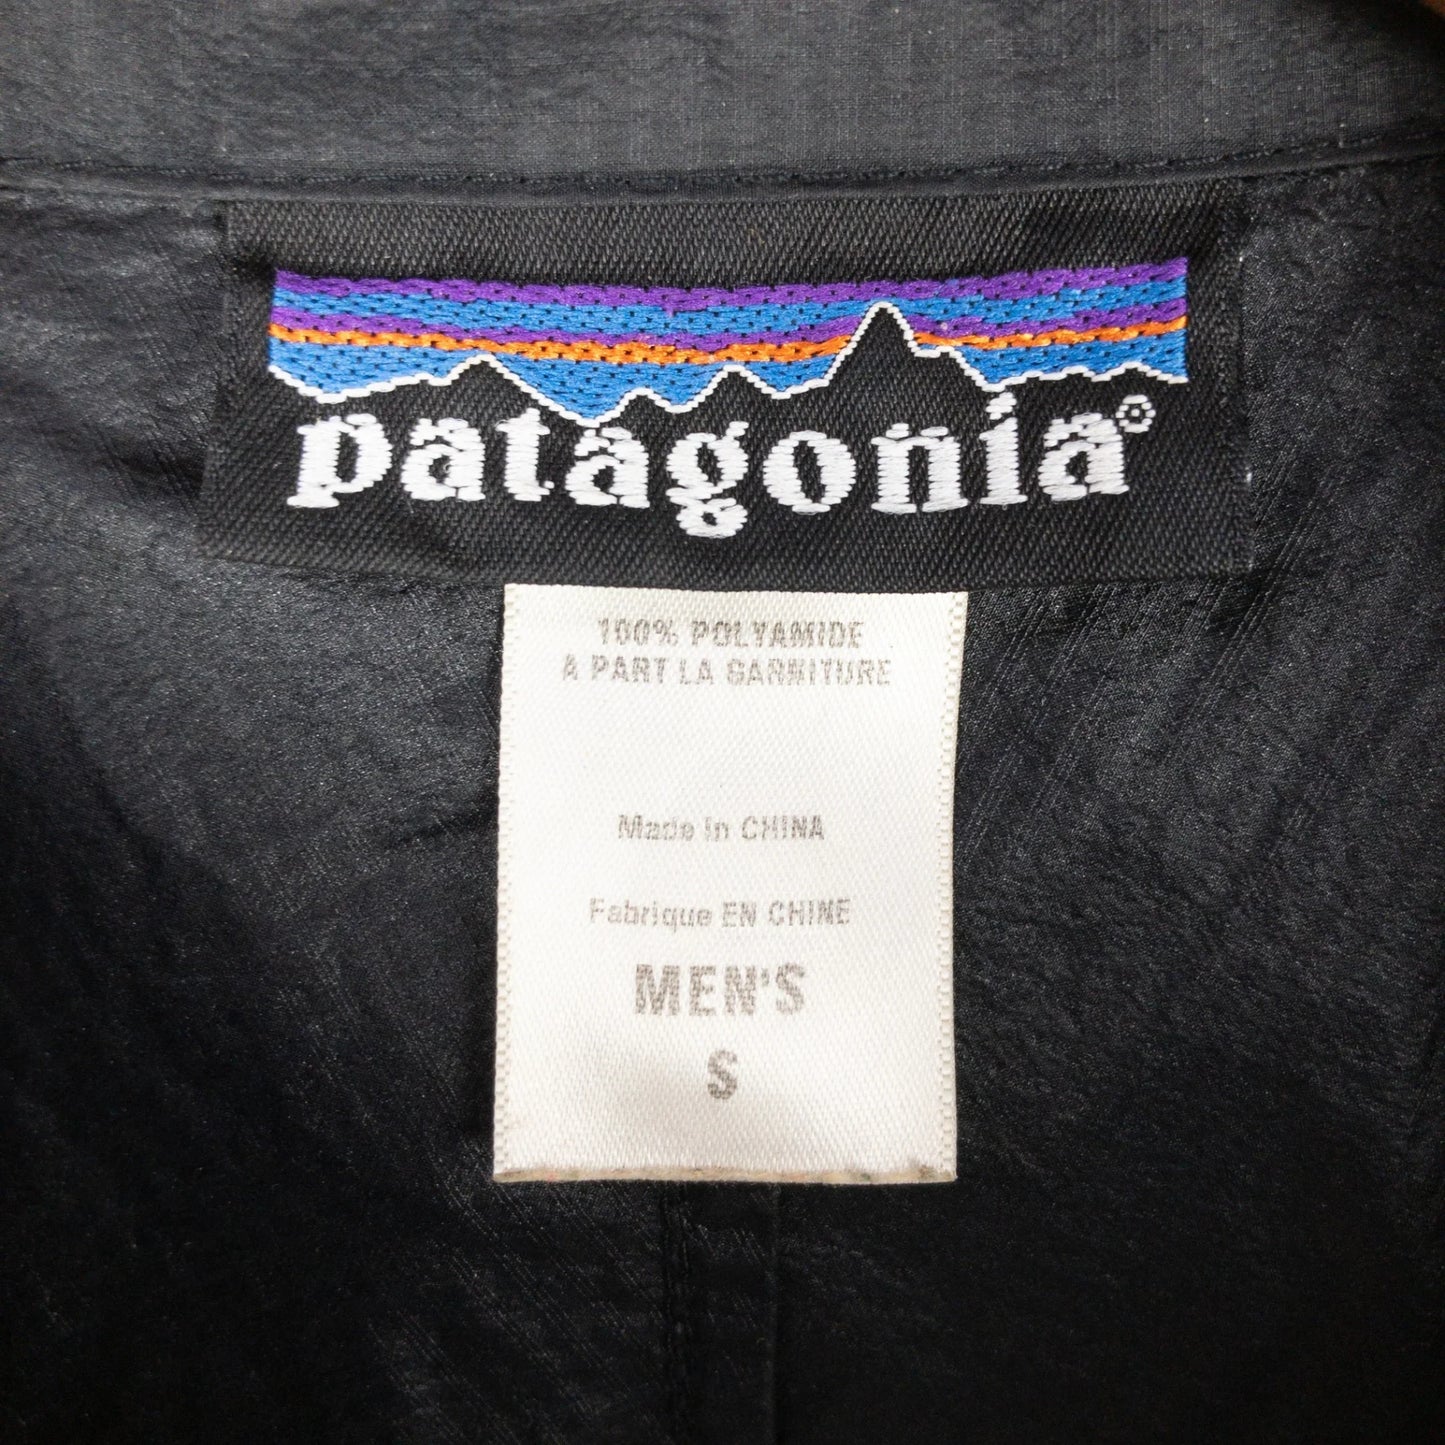 patagonia®
100% POLYAMIDE
A PART LA GARNITURE
Made in CHINA
Fabrique EN CHINE
MEN'S
S